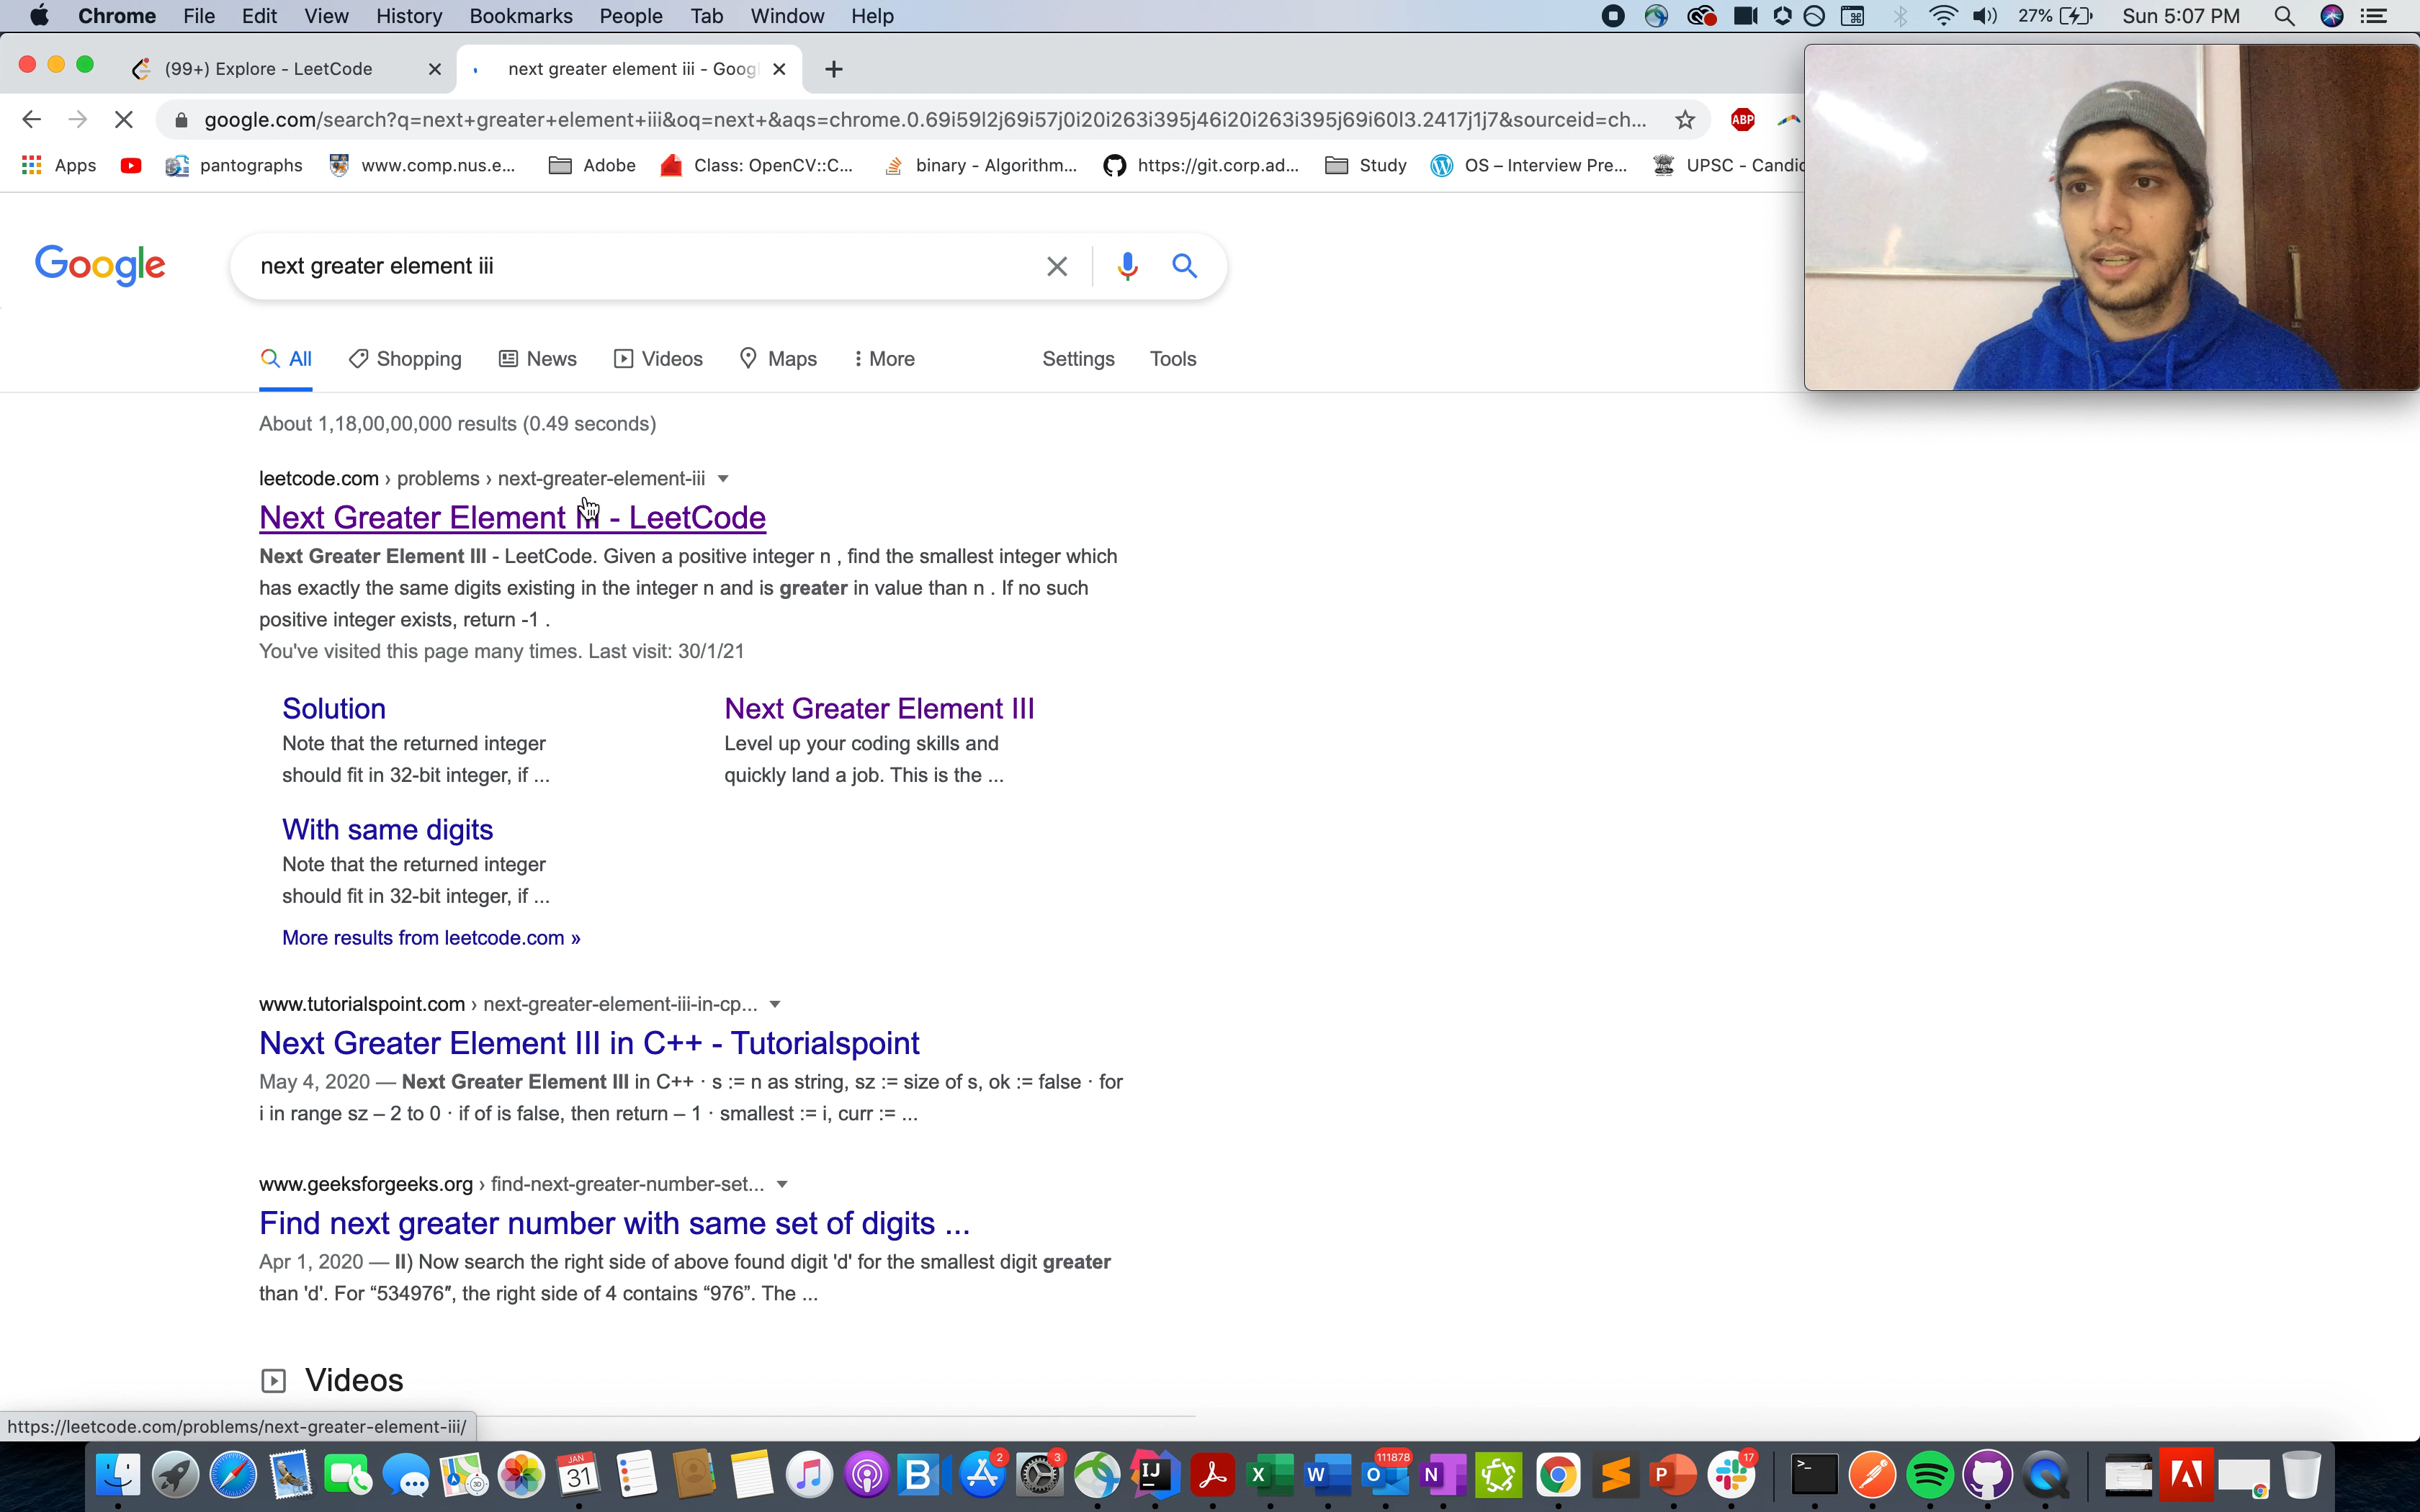 Chrome File Edit View History Bookmarks People Tab Window Help 27% Sun 5:07 PM
(99+) Explore - LeetCode next greater element iii - Goog
google.com/search?q=next+greater+element+iii&oq=next+&aqs=chrome.0.69i59l2j69i57j0i20i263i395j46i20i263i395j69i60l3.2417j1j7&sourceid=ch... ABP
Apps pantographs www.comp.nus.e... Adobe Class: OpenCV::C... binary - Algorithm... https://git.corp.ad... Study OS – Interview Pre... UPSC - Candic
Google next greater element iii
All Shopping News Videos Maps More Settings Tools
About 1,18,00,00,000 results (0.49 seconds)
leetcode.com › problems › next-greater-element-iii
Next Greater Element III - LeetCode
Next Greater Element III - LeetCode. Given a positive integer n , find the smallest integer which
has exactly the same digits existing in the integer n and is greater in value than n . If no such
positive integer exists, return -1 .
You've visited this page many times. Last visit: 30/1/21
Solution Next Greater Element III
Note that the returned integer Level up your coding skills and
should fit in 32-bit integer, if ... quickly land a job. This is the ...
With same digits
Note that the returned integer
should fit in 32-bit integer, if ...
More results from leetcode.com »
www.tutorialspoint.com › next-greater-element-iii-in-cp...
Next Greater Element III in C++ - Tutorialspoint
May 4, 2020 — Next Greater Element III in C++ · s := n as string, sz := size of s, ok := false · for
i in range sz – 2 to 0 · if of is false, then return – 1 · smallest := i, curr := ...
www.geeksforgeeks.org › find-next-greater-number-set...
Find next greater number with same set of digits ...
Apr 1, 2020 — II) Now search the right side of above found digit 'd' for the smallest digit greater
than 'd'. For “534976″, the right side of 4 contains “976”. The ...
Videos
https://leetcode.com/problems/next-greater-element-iii/
JAN 31 2 3 IJ X W O 111878 N P 17